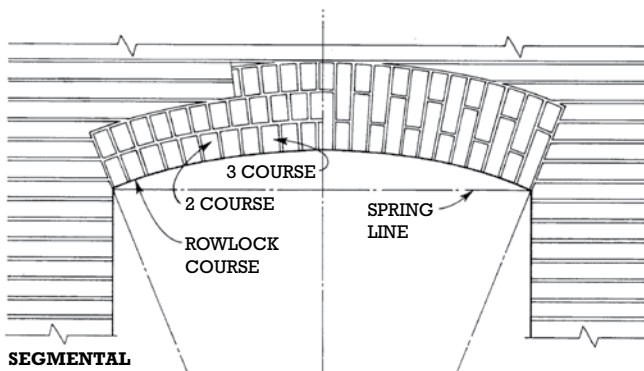 3 COURSE
2 COURSE
SPRING
LINE
ROWLOCK
COURSE
SEGMENTAL